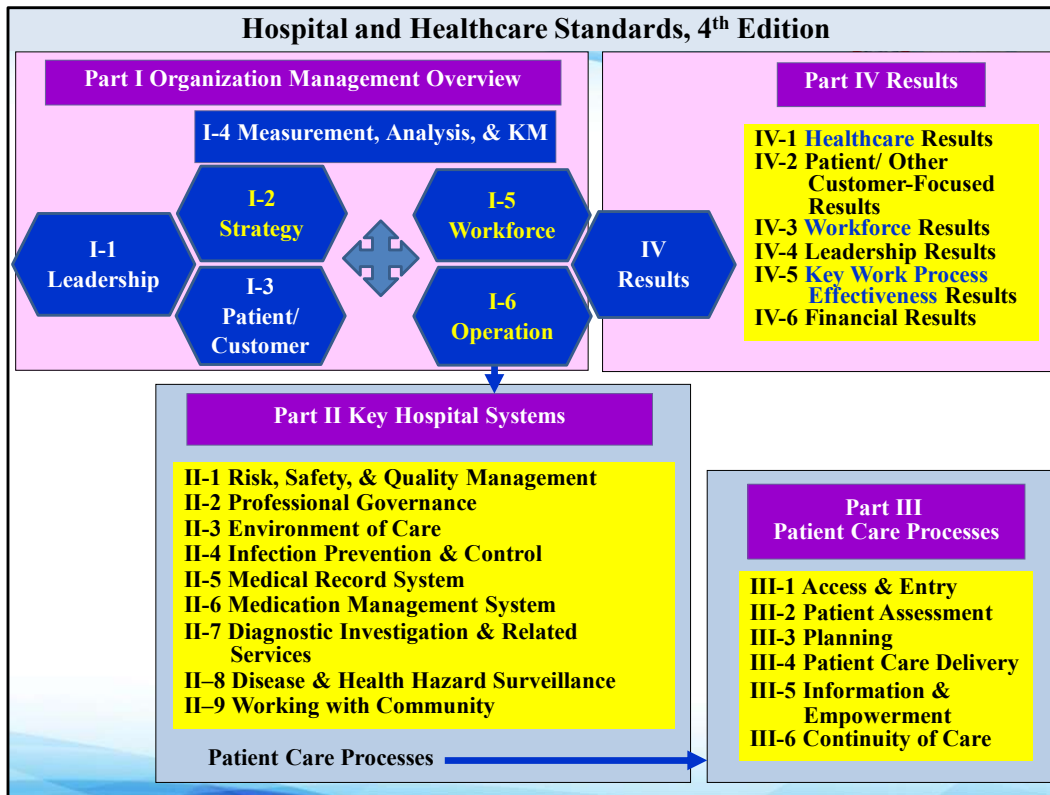 Hospital and Healthcare Standards, 4th Edition
Part I Organization Management Overview
I-4 Measurement, Analysis, & KM
I-1
Leadership
I-2
Strategy
I-3
Patient/
Customer
I-5
Workforce
I-6
Operation
IV
Results
Part IV Results
IV-1 Healthcare Results
IV-2 Patient/ Other
Customer-Focused
Results
IV-3 Workforce Results
IV-4 Leadership Results
IV-5 Key Work Process
Effectiveness Results
IV-6 Financial Results
Part II Key Hospital Systems
II-1 Risk, Safety, & Quality Management
II-2 Professional Governance
II-3 Environment of Care
II-4 Infection Prevention & Control
II-5 Medical Record System
II-6 Medication Management System
II-7 Diagnostic Investigation & Related
Services
II–8 Disease & Health Hazard Surveillance
II–9 Working with Community
Patient Care Processes
Part III
Patient Care Processes
III-1 Access & Entry
III-2 Patient Assessment
III-3 Planning
III-4 Patient Care Delivery
III-5 Information &
Empowerment
III-6 Continuity of Care